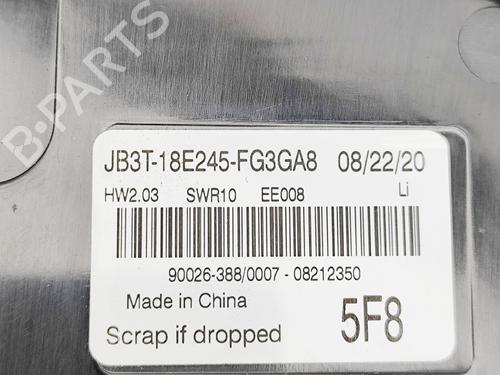 B-PARTS
JB3T-18E245-FG3GA8 08/22/20
HW2.03 SWR10 EE008 Li
90026-388/0007 - 08212350
Made in China
Scrap if dropped 5F8